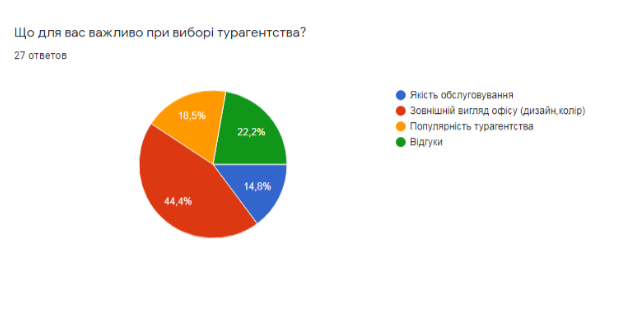 Що для вас важливо при виборі турагентства?
27 ответов
Якість обслуговування
Зовнішній вигляд офісу (дизайн,колір)
Популярність турагентства
Відгуки
18,5%
22,2%
14,8%
44,4%